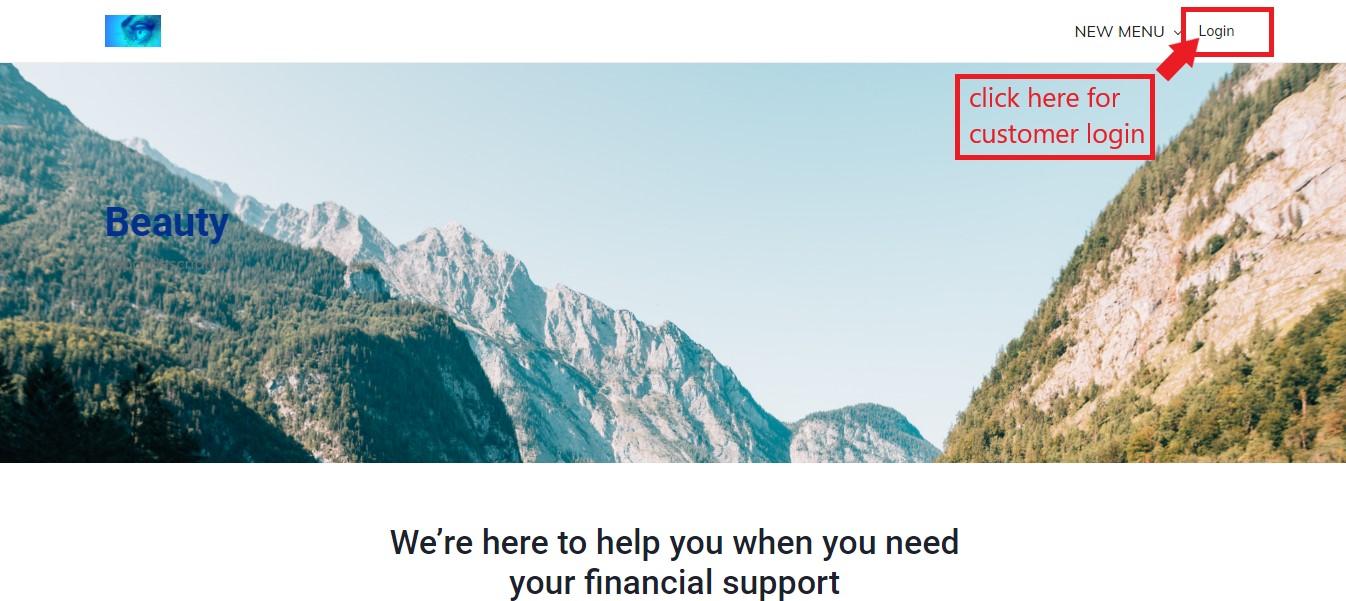 NEW MENU
Login
click here for
customer login
Beauty
We’re here to help you when you need
your financial support